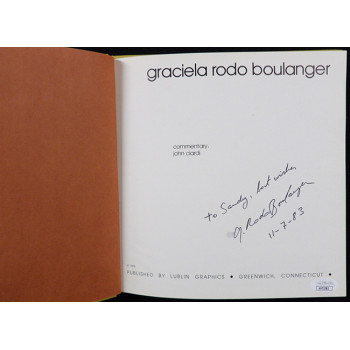 graciela rodo boulanger
commentary:
john ciardi
to Sandy, best wishes
G. Rodo Boulanger
11-7-83
PUBLISHED BY LUBLIN GRAPHICS • GREENWICH, CONNECTICUT •